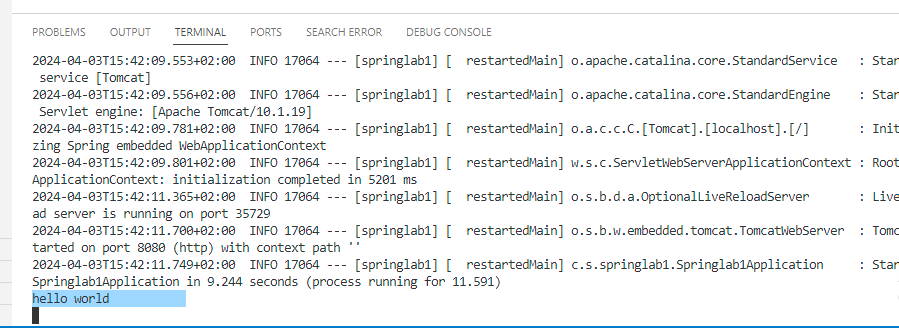 PROBLEMS OUTPUT TERMINAL PORTS SEARCH ERROR DEBUG CONSOLE
2024-04-03T15:42:09.553+02:00  INFO 17064 --- [springlab1] [  restartedMain] o.apache.catalina.core.StandardService   : Star
 service [Tomcat]
2024-04-03T15:42:09.556+02:00  INFO 17064 --- [springlab1] [  restartedMain] o.apache.catalina.core.StandardEngine    : Star
 Servlet engine: [Apache Tomcat/10.1.19]
2024-04-03T15:42:09.781+02:00  INFO 17064 --- [springlab1] [  restartedMain] o.a.c.c.C.[Tomcat].[localhost].[/]       : Init
zing Spring embedded WebApplicationContext
2024-04-03T15:42:09.801+02:00  INFO 17064 --- [springlab1] [  restartedMain] w.s.c.ServletWebServerApplicationContext : Root
ApplicationContext: initialization completed in 5201 ms
2024-04-03T15:42:11.365+02:00  INFO 17064 --- [springlab1] [  restartedMain] o.s.b.d.a.OptionalLiveReloadServer       : Live
ad server is running on port 35729
2024-04-03T15:42:11.700+02:00  INFO 17064 --- [springlab1] [  restartedMain] o.s.b.w.embedded.tomcat.TomcatWebServer  : Tomc
tarted on port 8080 (http) with context path ''
2024-04-03T15:42:11.749+02:00  INFO 17064 --- [springlab1] [  restartedMain] c.s.springlab1.Springlab1Application     : Star
Springlab1Application in 9.244 seconds (process running for 11.591)
hello world